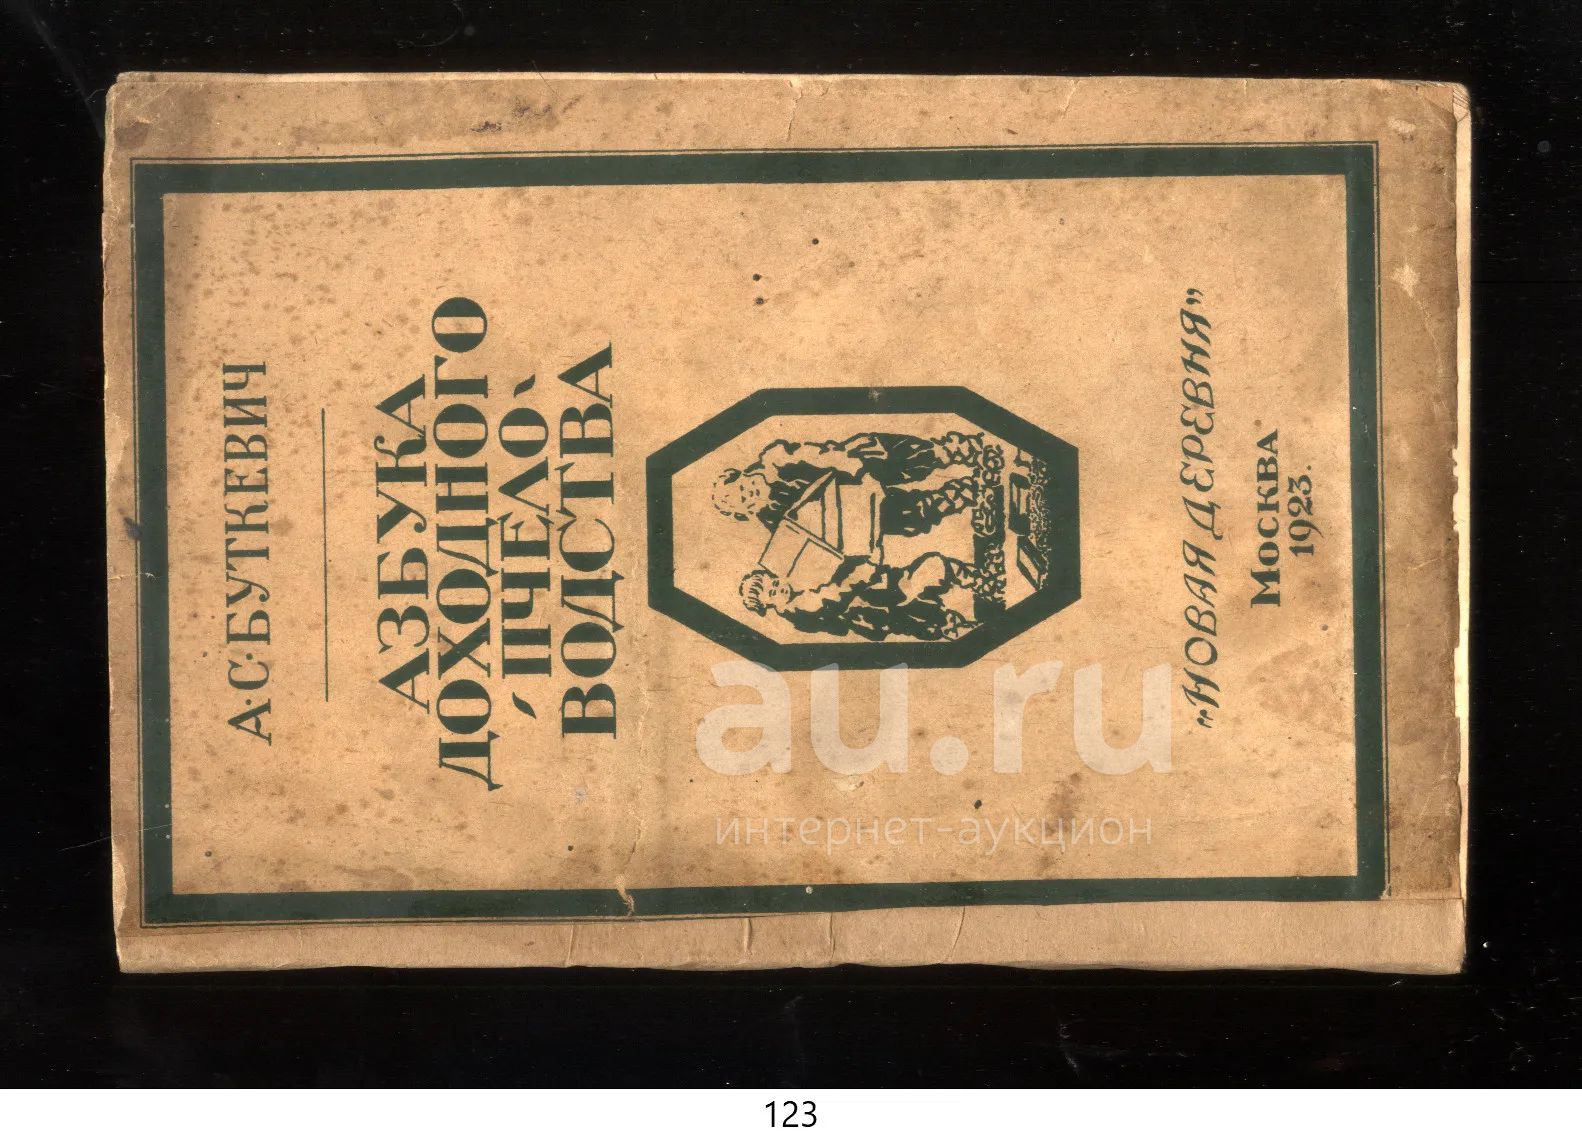 А·С·БУТКЕВИЧ
АЗБУКА
ДОХОДНОГО
ПЧЕЛО-
ВОДСТВА
„НОВАЯ ДЕРЕВНЯ"
МОСКВА
1923.
au.ru
интернет-аукцион
123